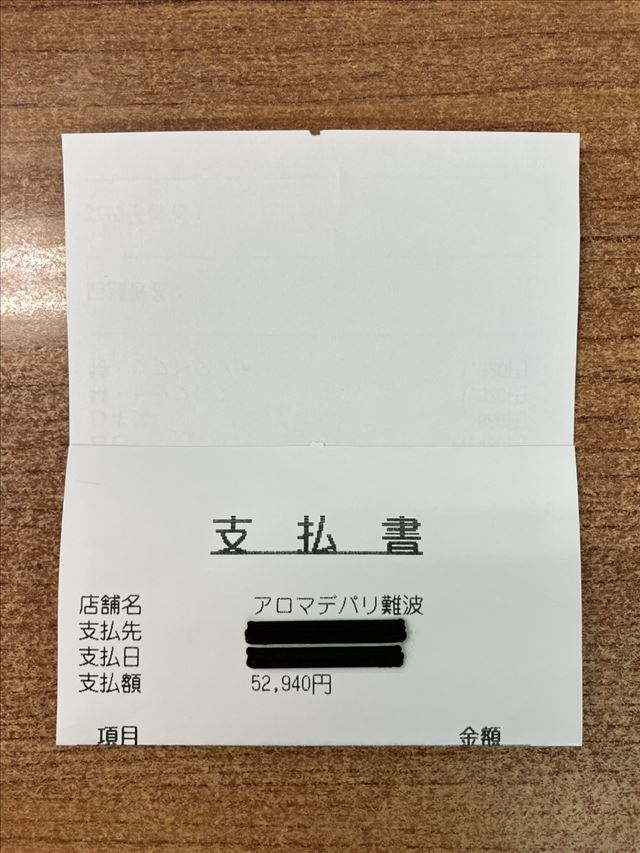 支払書
店舗名 アロマデパリ難波
支払先
支払日
支払額 52,940円
項目 金額